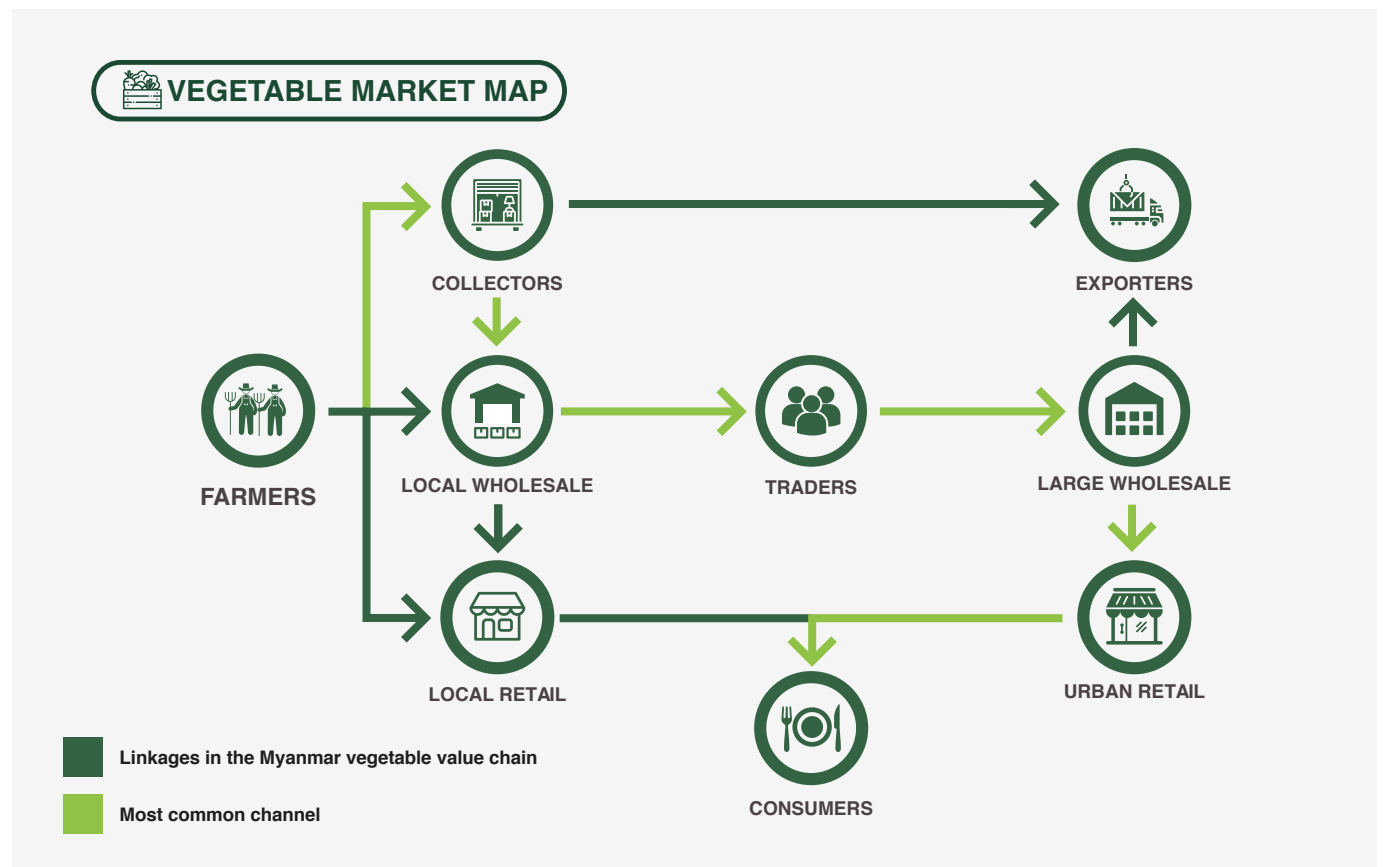 VEGETABLE MARKET MAP
COLLECTORS
EXPORTERS
FARMERS
LOCAL WHOLESALE
TRADERS
LARGE WHOLESALE
LOCAL RETAIL
URBAN RETAIL
CONSUMERS
Linkages in the Myanmar vegetable value chain
Most common channel